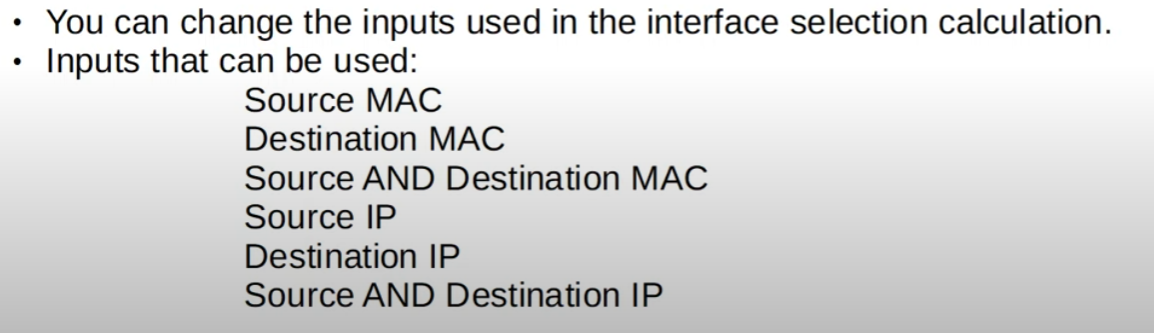 • You can change the inputs used in the interface selection calculation.
• Inputs that can be used:
Source MAC
Destination MAC
Source AND Destination MAC
Source IP
Destination IP
Source AND Destination IP